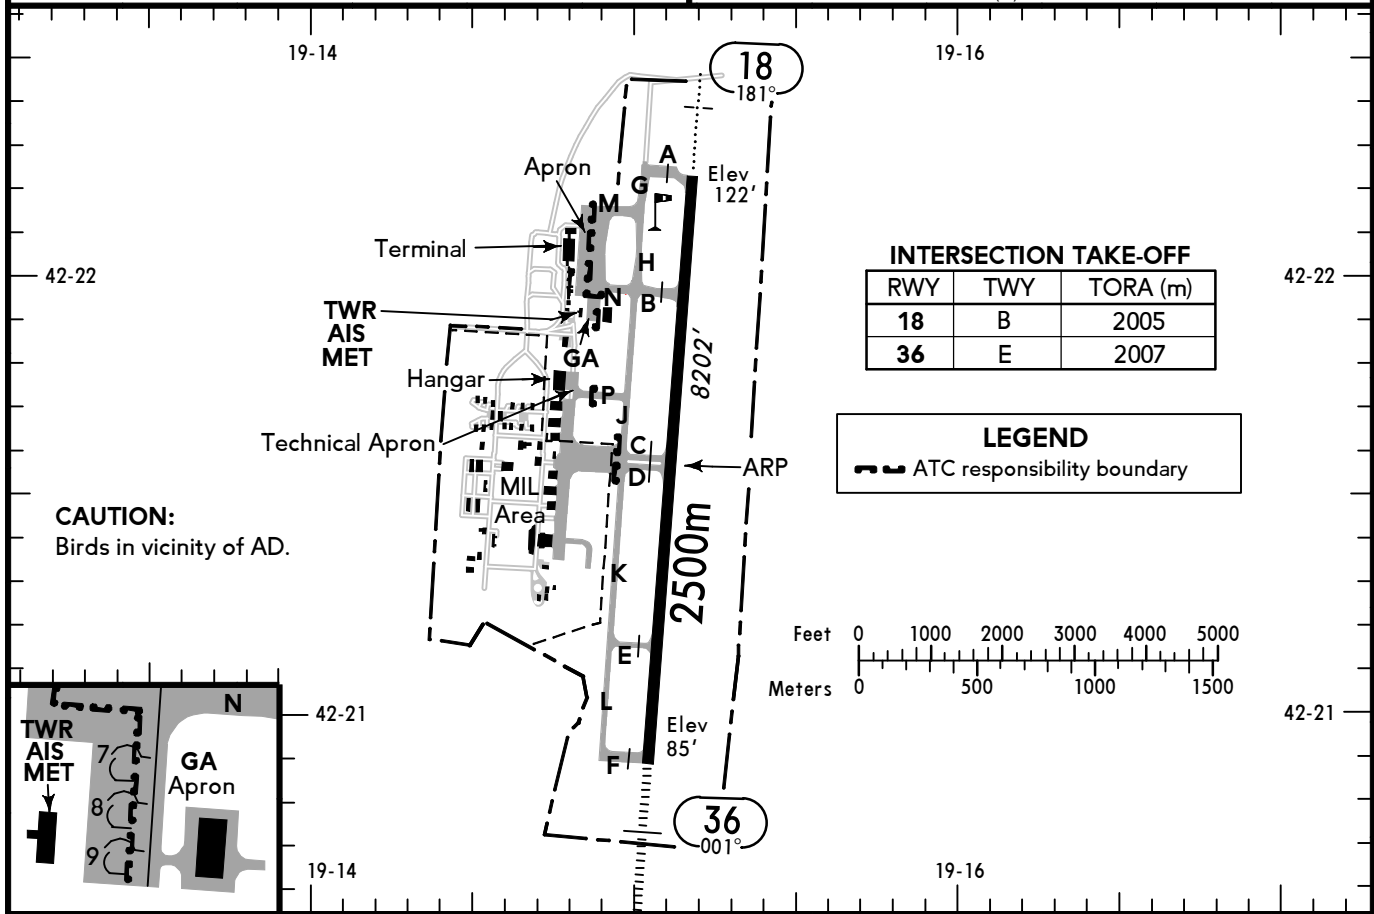 19-14
19-16
18
181°
A
Apron
Elev
122′
G
M
Terminal
H
42-22
42-22
INTERSECTION TAKE-OFF
RWY TWY TORA (m)
18 B 2005
36 E 2007
N
B
TWR
AIS
MET
GA
8202′
Hangar
P
J
Technical Apron
C
D
ARP
LEGEND
ATC responsibility boundary
MIL
Area
CAUTION:
Birds in vicinity of AD.
2500m
K
Feet 0 1000 2000 3000 4000 5000
Meters 0 500 1000 1500
E
L
Elev
85′
F
42-21
42-21
N
TWR
AIS
MET
7
8
9
GA
Apron
36
001°
19-14
19-16